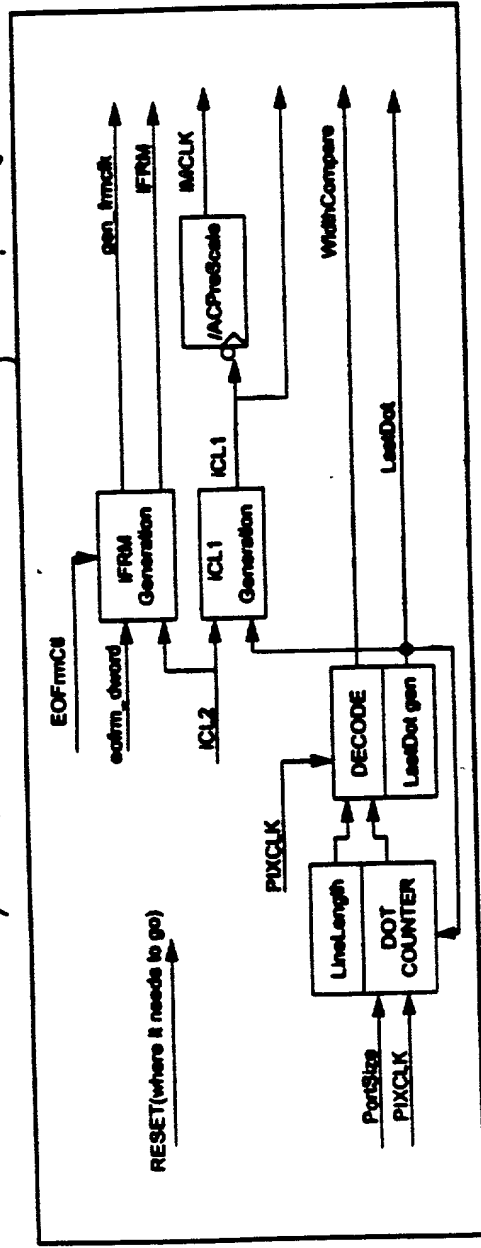 RESET(where it needs to go)
EOFrmCtl
eofrm_dword
IFRM
Generation
gen_frmclk
IFRM
ICL2
ICL1
Generation
ICL1
/ACPreScale
IMCLK
PortSize
PIXCLK
LineLength
DOT
COUNTER
PIXCLK
DECODE
LastDot gen
WidthCompare
LastDot